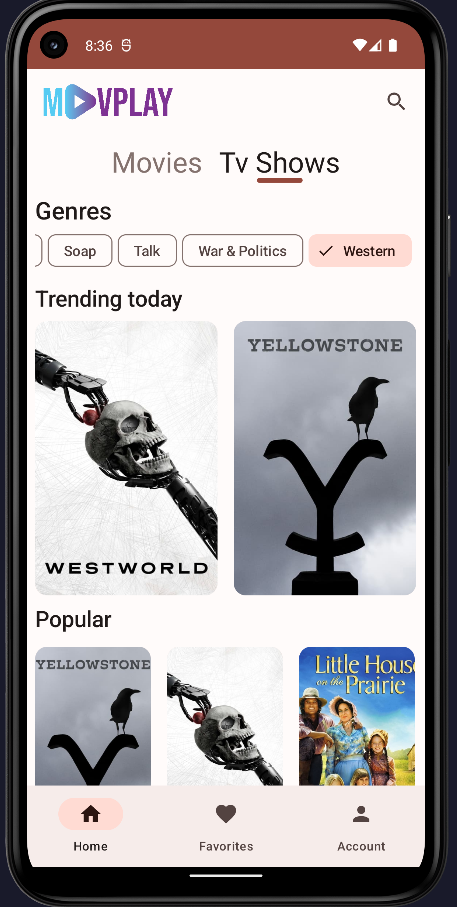 8:36
MOVPLAY
Movies Tv Shows
Genres
Soap Talk War & Politics Western
Trending today
WESTWORLD
YELLOWSTONE
Popular
YELLOWSTONE
Little House
on the Prairie
Home Favorites Account